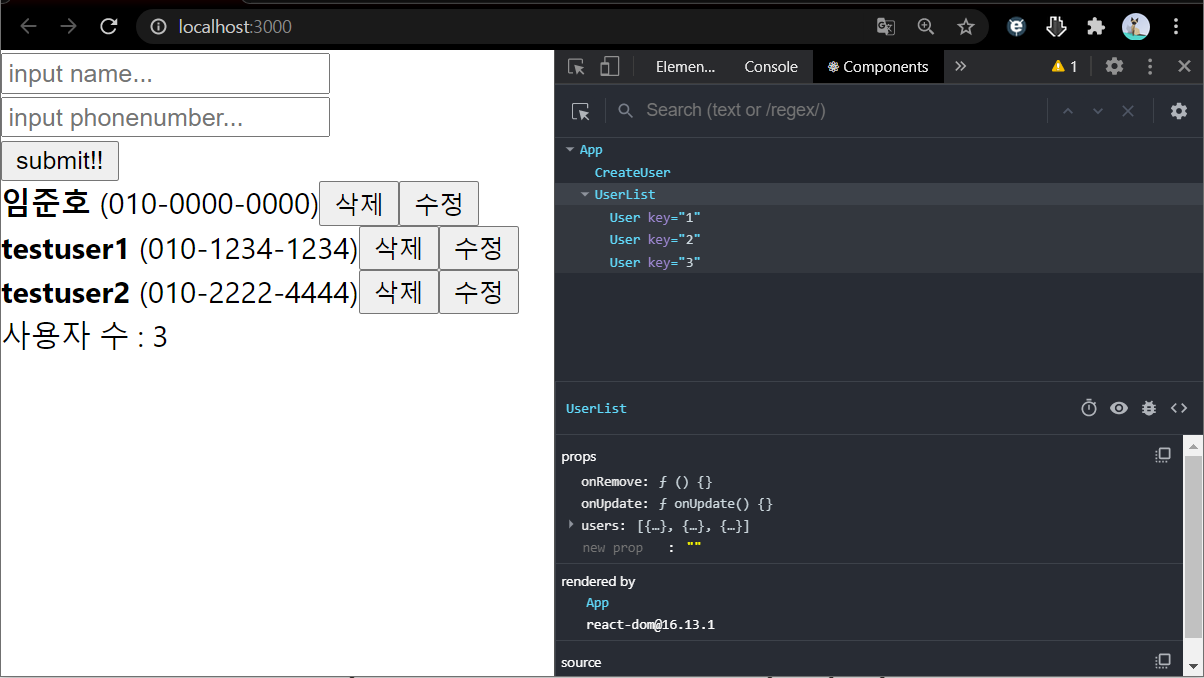 localhost:3000
input name...
input phonenumber...
submit!!
임준호 (010-0000-0000) 삭제 수정
testuser1 (010-1234-1234) 삭제 수정
testuser2 (010-2222-4444) 삭제 수정
사용자 수 : 3
Elemen... Console Components » 1
Search (text or /regex/)
App
CreateUser
UserList
User key="1"
User key="2"
User key="3"
UserList
props
onRemove: ƒ () {}
onUpdate: ƒ onUpdate() {}
users: [{…}, {…}, {…}]
new prop : ""
rendered by
App
react-dom@16.13.1
source